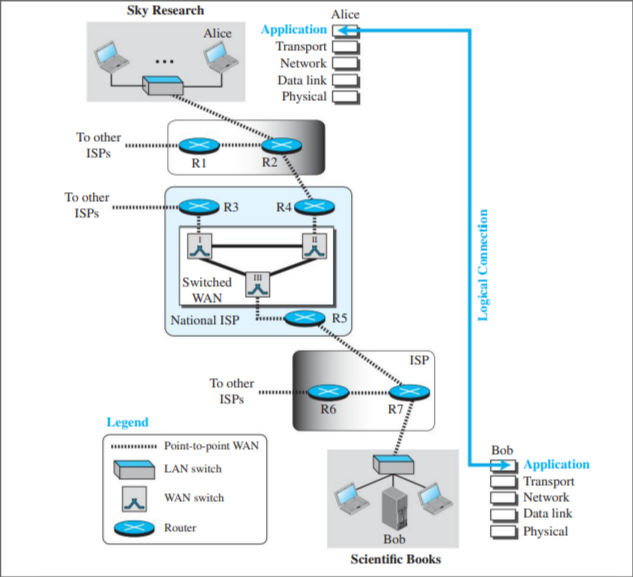 Sky Research
Alice
...
Alice
Application
Transport
Network
Data link
Physical
To other
ISPs
R1
R2
To other
ISPs
R3
R4
I
II
III
Switched
WAN
National ISP
R5
Logical Connection
ISP
To other
ISPs
R6
R7
Legend
Point-to-point WAN
LAN switch
WAN switch
Router
Bob
Scientific Books
Bob
Application
Transport
Network
Data link
Physical